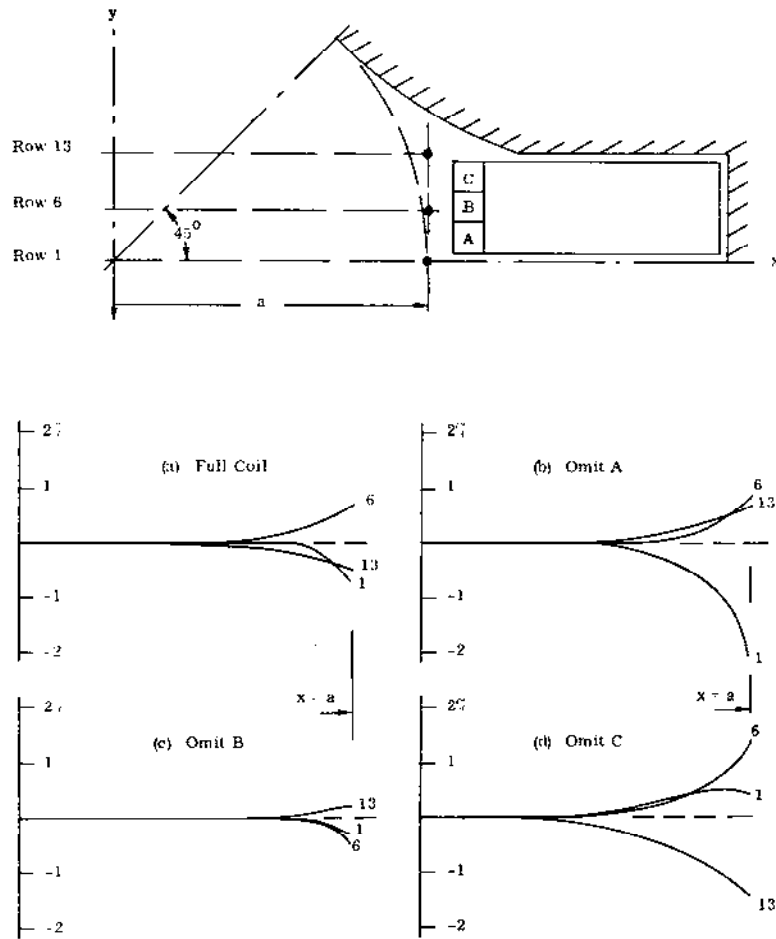 y
Row 13
Row 6
Row 1
45°
C
B
A
x
a
2%
(a) Full Coil
1
6
13
1
-1
-2
x - a
2%
(b) Omit A
1
6
13
-1
-2
1
x = a
2
(c) Omit B
1
13
1
6
-1
-2
2%
(d) Omit C
1
6
1
-1
13
-2